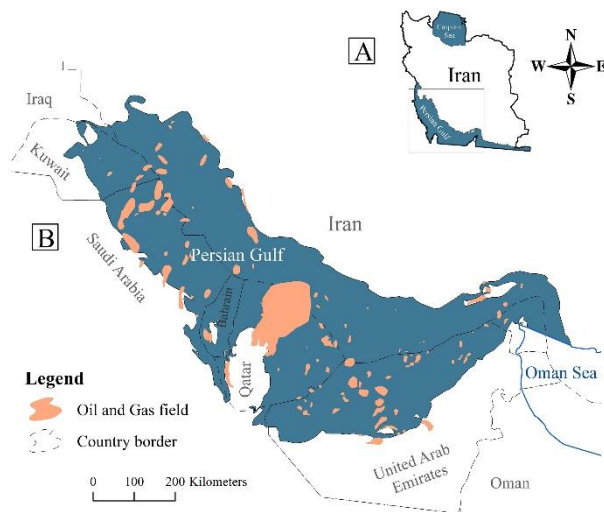 A
Caspian
Sea
Iran
Persian Gulf
N
W
E
S
Iraq
Kuwait
B
Saudi Arabia
Iran
Persian Gulf
Bahrain
Qatar
Legend
Oil and Gas field
Country border
0 100 200 Kilometers
Oman Sea
United Arab
Emirates
Oman